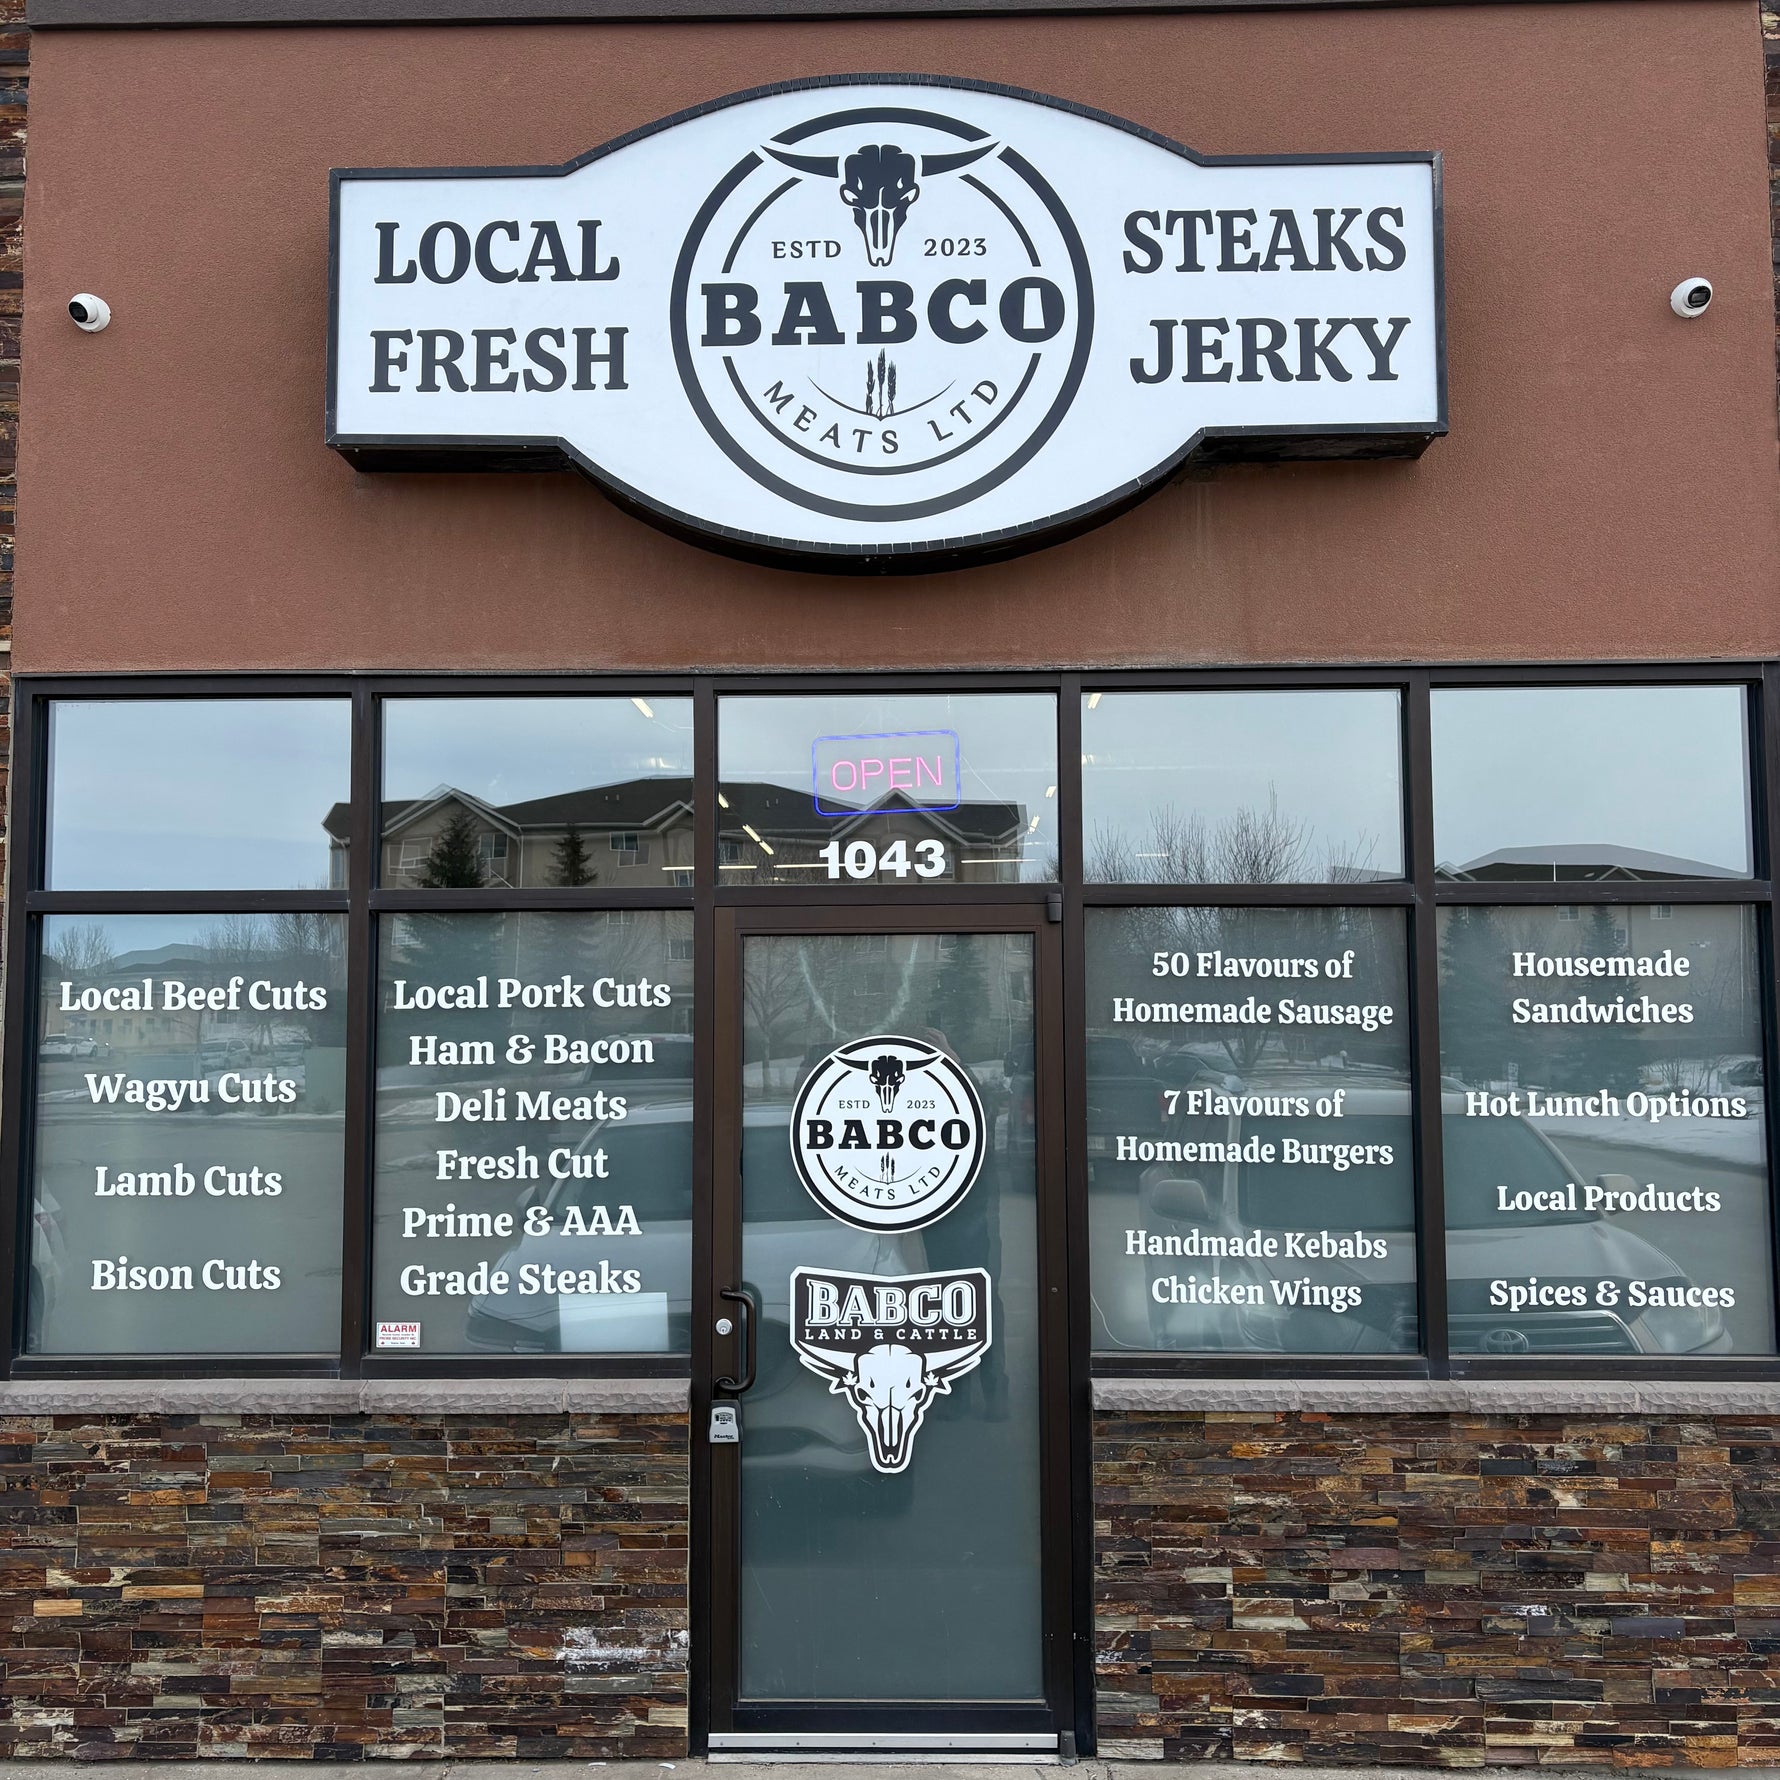 LOCAL
FRESH
ESTD 2023
BABCO
MEATS LTD
STEAKS
JERKY
OPEN
1043
Local Beef Cuts
Wagyu Cuts
Lamb Cuts
Bison Cuts
Local Pork Cuts
Ham & Bacon
Deli Meats
Fresh Cut
Prime & AAA
Grade Steaks
ALARM
ESTD 2023
BABCO
MEATS LTD
BABCO
LAND & CATTLE
Master
50 Flavours of
Homemade Sausage
7 Flavours of
Homemade Burgers
Handmade Kebabs
Chicken Wings
Housemade
Sandwiches
Hot Lunch Options
Local Products
Spices & Sauces